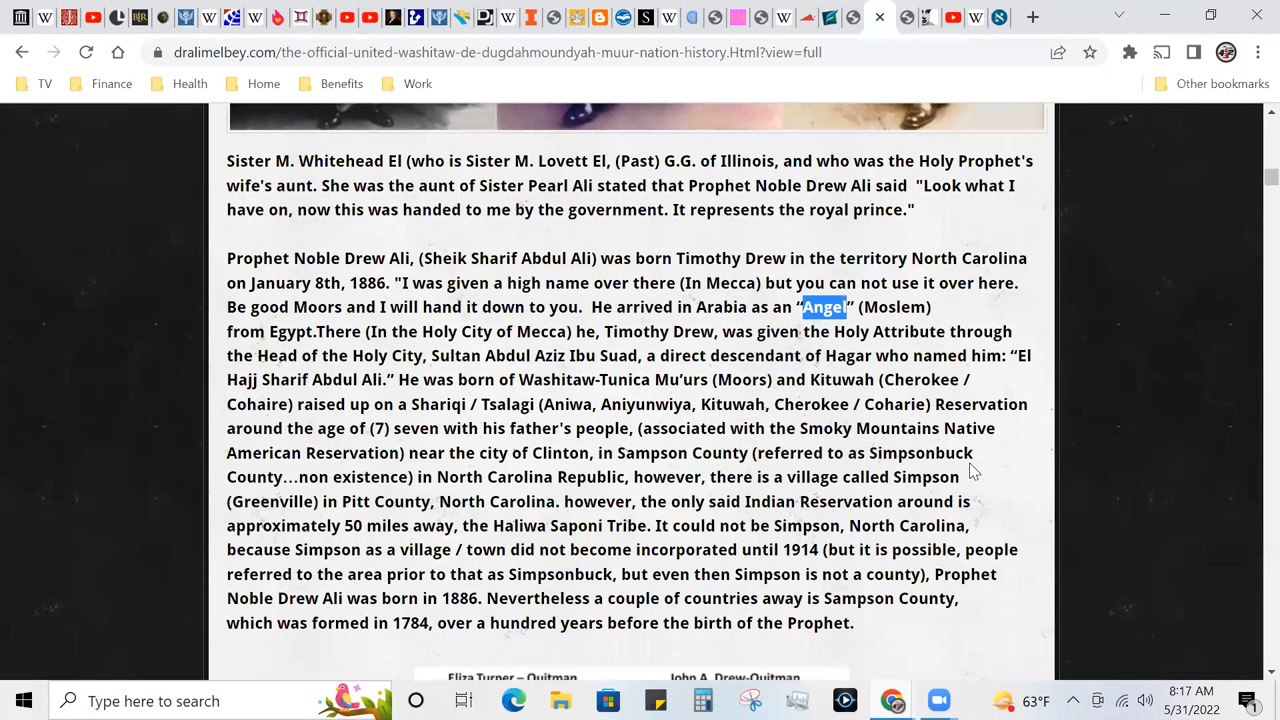 dralimelbey.com/the-official-united-washitaw-de-dugdahmoundyah-muur-nation-history.Html?view=full
TV Finance Health Home Benefits Work Other bookmarks
Sister M. Whitehead El (who is Sister M. Lovett El, (Past) G.G. of Illinois, and who was the Holy Prophet's
wife's aunt. She was the aunt of Sister Pearl Ali stated that Prophet Noble Drew Ali said "Look what I
have on, now this was handed to me by the government. It represents the royal prince."
Prophet Noble Drew Ali, (Sheik Sharif Abdul Ali) was born Timothy Drew in the territory North Carolina
on January 8th, 1886. "I was given a high name over there (In Mecca) but you can not use it over here.
Be good Moors and I will hand it down to you. He arrived in Arabia as an “Angel” (Moslem)
from Egypt.There (In the Holy City of Mecca) he, Timothy Drew, was given the Holy Attribute through
the Head of the Holy City, Sultan Abdul Aziz Ibu Suad, a direct descendant of Hagar who named him: “El
Hajj Sharif Abdul Ali.” He was born of Washitaw-Tunica Mu’urs (Moors) and Kituwah (Cherokee /
Cohaire) raised up on a Shariqi / Tsalagi (Aniwa, Aniyunwiya, Kituwah, Cherokee / Coharie) Reservation
around the age of (7) seven with his father's people, (associated with the Smoky Mountains Native
American Reservation) near the city of Clinton, in Sampson County (referred to as Simpsonbuck
County…non existence) in North Carolina Republic, however, there is a village called Simpson
(Greenville) in Pitt County, North Carolina. however, the only said Indian Reservation around is
approximately 50 miles away, the Haliwa Saponi Tribe. It could not be Simpson, North Carolina,
because Simpson as a village / town did not become incorporated until 1914 (but it is possible, people
referred to the area prior to that as Simpsonbuck, but even then Simpson is not a county), Prophet
Noble Drew Ali was born in 1886. Nevertheless a couple of countries away is Sampson County,
which was formed in 1784, over a hundred years before the birth of the Prophet.
Eliza Turner – Quitman John A. Drew-Quitman
Type here to search
63°F
8:17 AM
5/31/2022